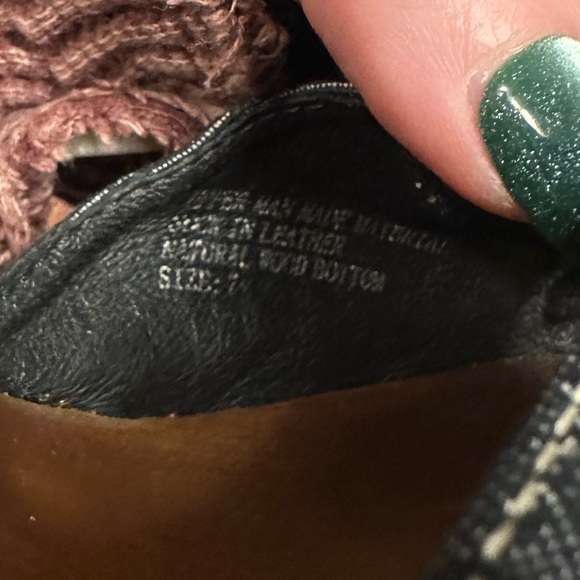 UPPER MAN MADE MATERIAL
LEATHER
NATURAL WOOD BOTTOM
SIZE: 7